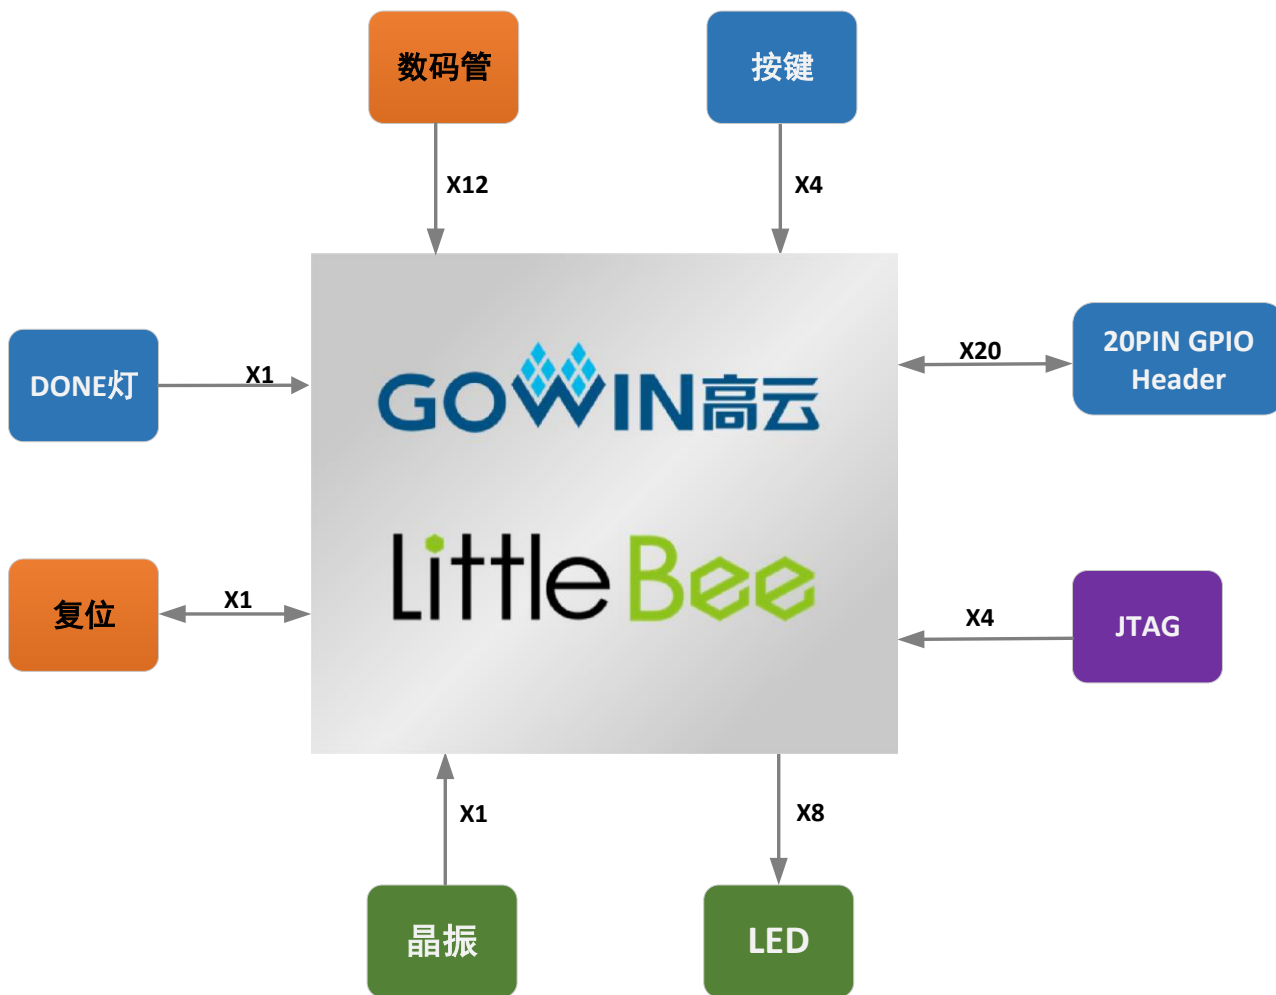 数码管
按键
X12
X4
DONE灯
X1
GOWIN高云
X20
20PIN GPIO
Header
复位
X1
LittleBee
X4
JTAG
X1
X8
晶振
LED